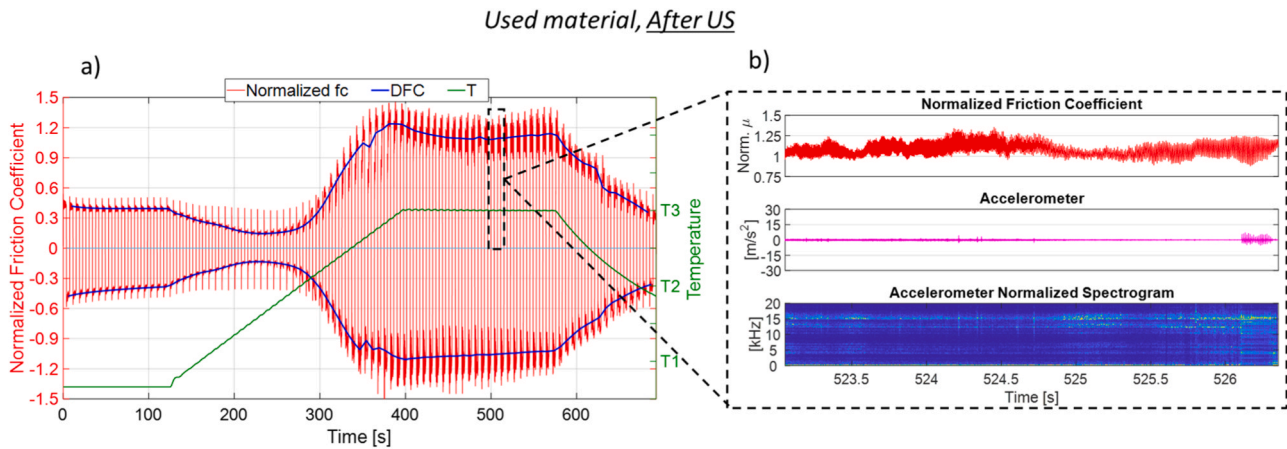 Used material, After US
a)
Normalized fc DFC T
Normalized Friction Coefficient
1.5
1.2
0.9
0.6
0.3
0
-0.3
-0.6
-0.9
-1.2
-1.5
T3
T2
T1
Temperature
0 100 200 300 400 500 600
Time [s]
b)
Normalized Friction Coefficient
Norm. μ
1.5
1.25
1
0.75
Accelerometer
[m/s²]
30
15
0
-15
-30
Accelerometer Normalized Spectrogram
[kHz]
20
15
10
5
0
523.5 524 524.5 525 525.5 526
Time [s]